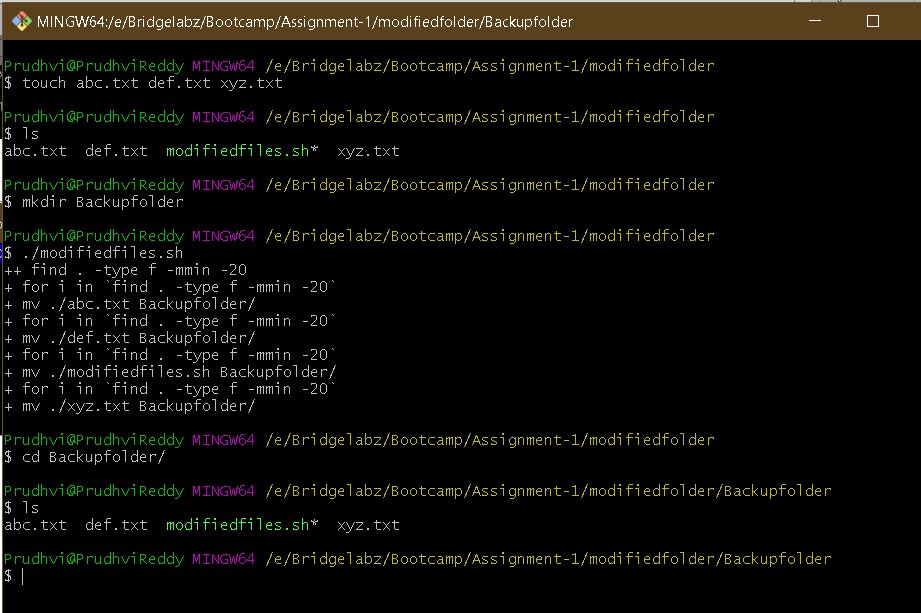 MINGW64:/e/Bridgelabz/Bootcamp/Assignment-1/modifiedfolder/Backupfolder
Prudhvi@PrudhviReddy MINGW64 /e/Bridgelabz/Bootcamp/Assignment-1/modifiedfolder
$ touch abc.txt def.txt xyz.txt
Prudhvi@PrudhviReddy MINGW64 /e/Bridgelabz/Bootcamp/Assignment-1/modifiedfolder
$ ls
abc.txt  def.txt  modifiedfiles.sh*  xyz.txt
Prudhvi@PrudhviReddy MINGW64 /e/Bridgelabz/Bootcamp/Assignment-1/modifiedfolder
$ mkdir Backupfolder
Prudhvi@PrudhviReddy MINGW64 /e/Bridgelabz/Bootcamp/Assignment-1/modifiedfolder
$ ./modifiedfiles.sh
++ find . -type f -mmin -20
+ for i in `find . -type f -mmin -20`
+ mv ./abc.txt Backupfolder/
+ for i in `find . -type f -mmin -20`
+ mv ./def.txt Backupfolder/
+ for i in `find . -type f -mmin -20`
+ mv ./modifiedfiles.sh Backupfolder/
+ for i in `find . -type f -mmin -20`
+ mv ./xyz.txt Backupfolder/
Prudhvi@PrudhviReddy MINGW64 /e/Bridgelabz/Bootcamp/Assignment-1/modifiedfolder
$ cd Backupfolder/
Prudhvi@PrudhviReddy MINGW64 /e/Bridgelabz/Bootcamp/Assignment-1/modifiedfolder/Backupfolder
$ ls
abc.txt  def.txt  modifiedfiles.sh*  xyz.txt
Prudhvi@PrudhviReddy MINGW64 /e/Bridgelabz/Bootcamp/Assignment-1/modifiedfolder/Backupfolder
$